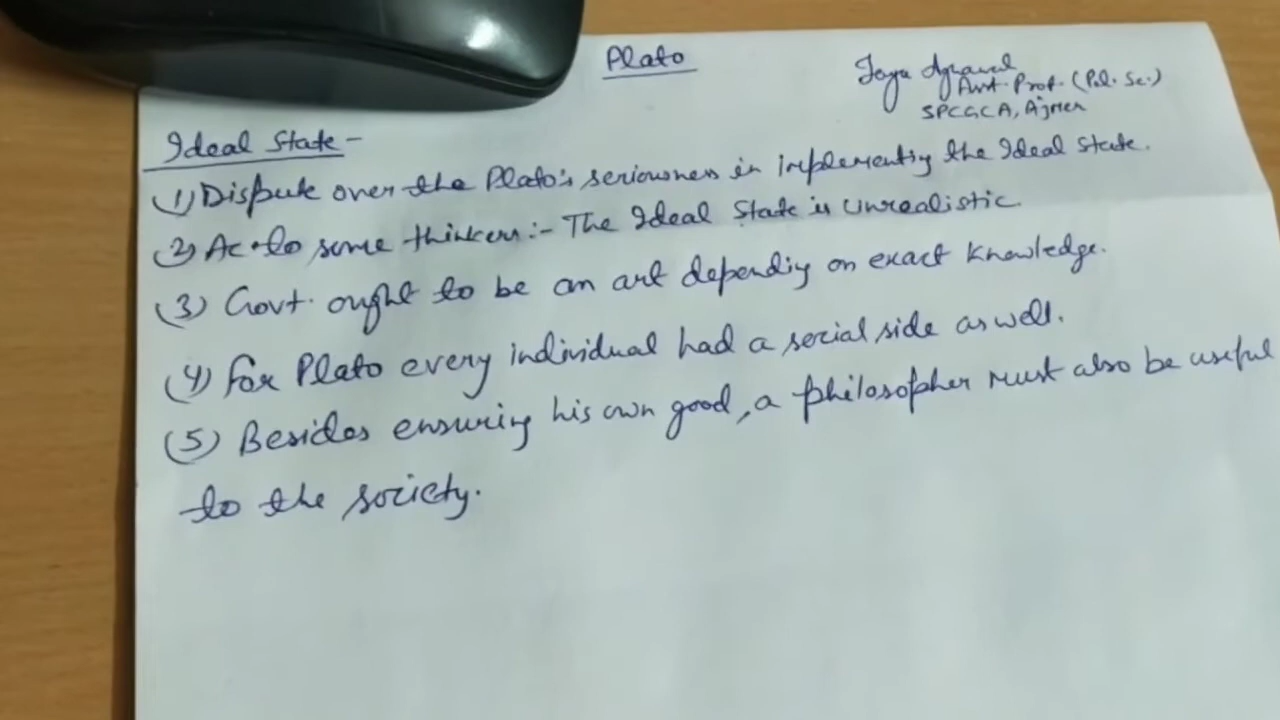 Plato
Jaya Agrawal
Asst. Prof. (Pol. Sc.)
SPCGCA, Ajmer
Ideal State -
(1) Dispute over the Plato's seriousness in implementing the Ideal State.
(2) Ac. to some thinkers :- The Ideal State is unrealistic.
(3) Govt. ought to be an art depending on exact knowledge.
(4) for Plato every individual had a social side as well.
(5) Besides ensuring his own good, a philosopher must also be useful
to the society.